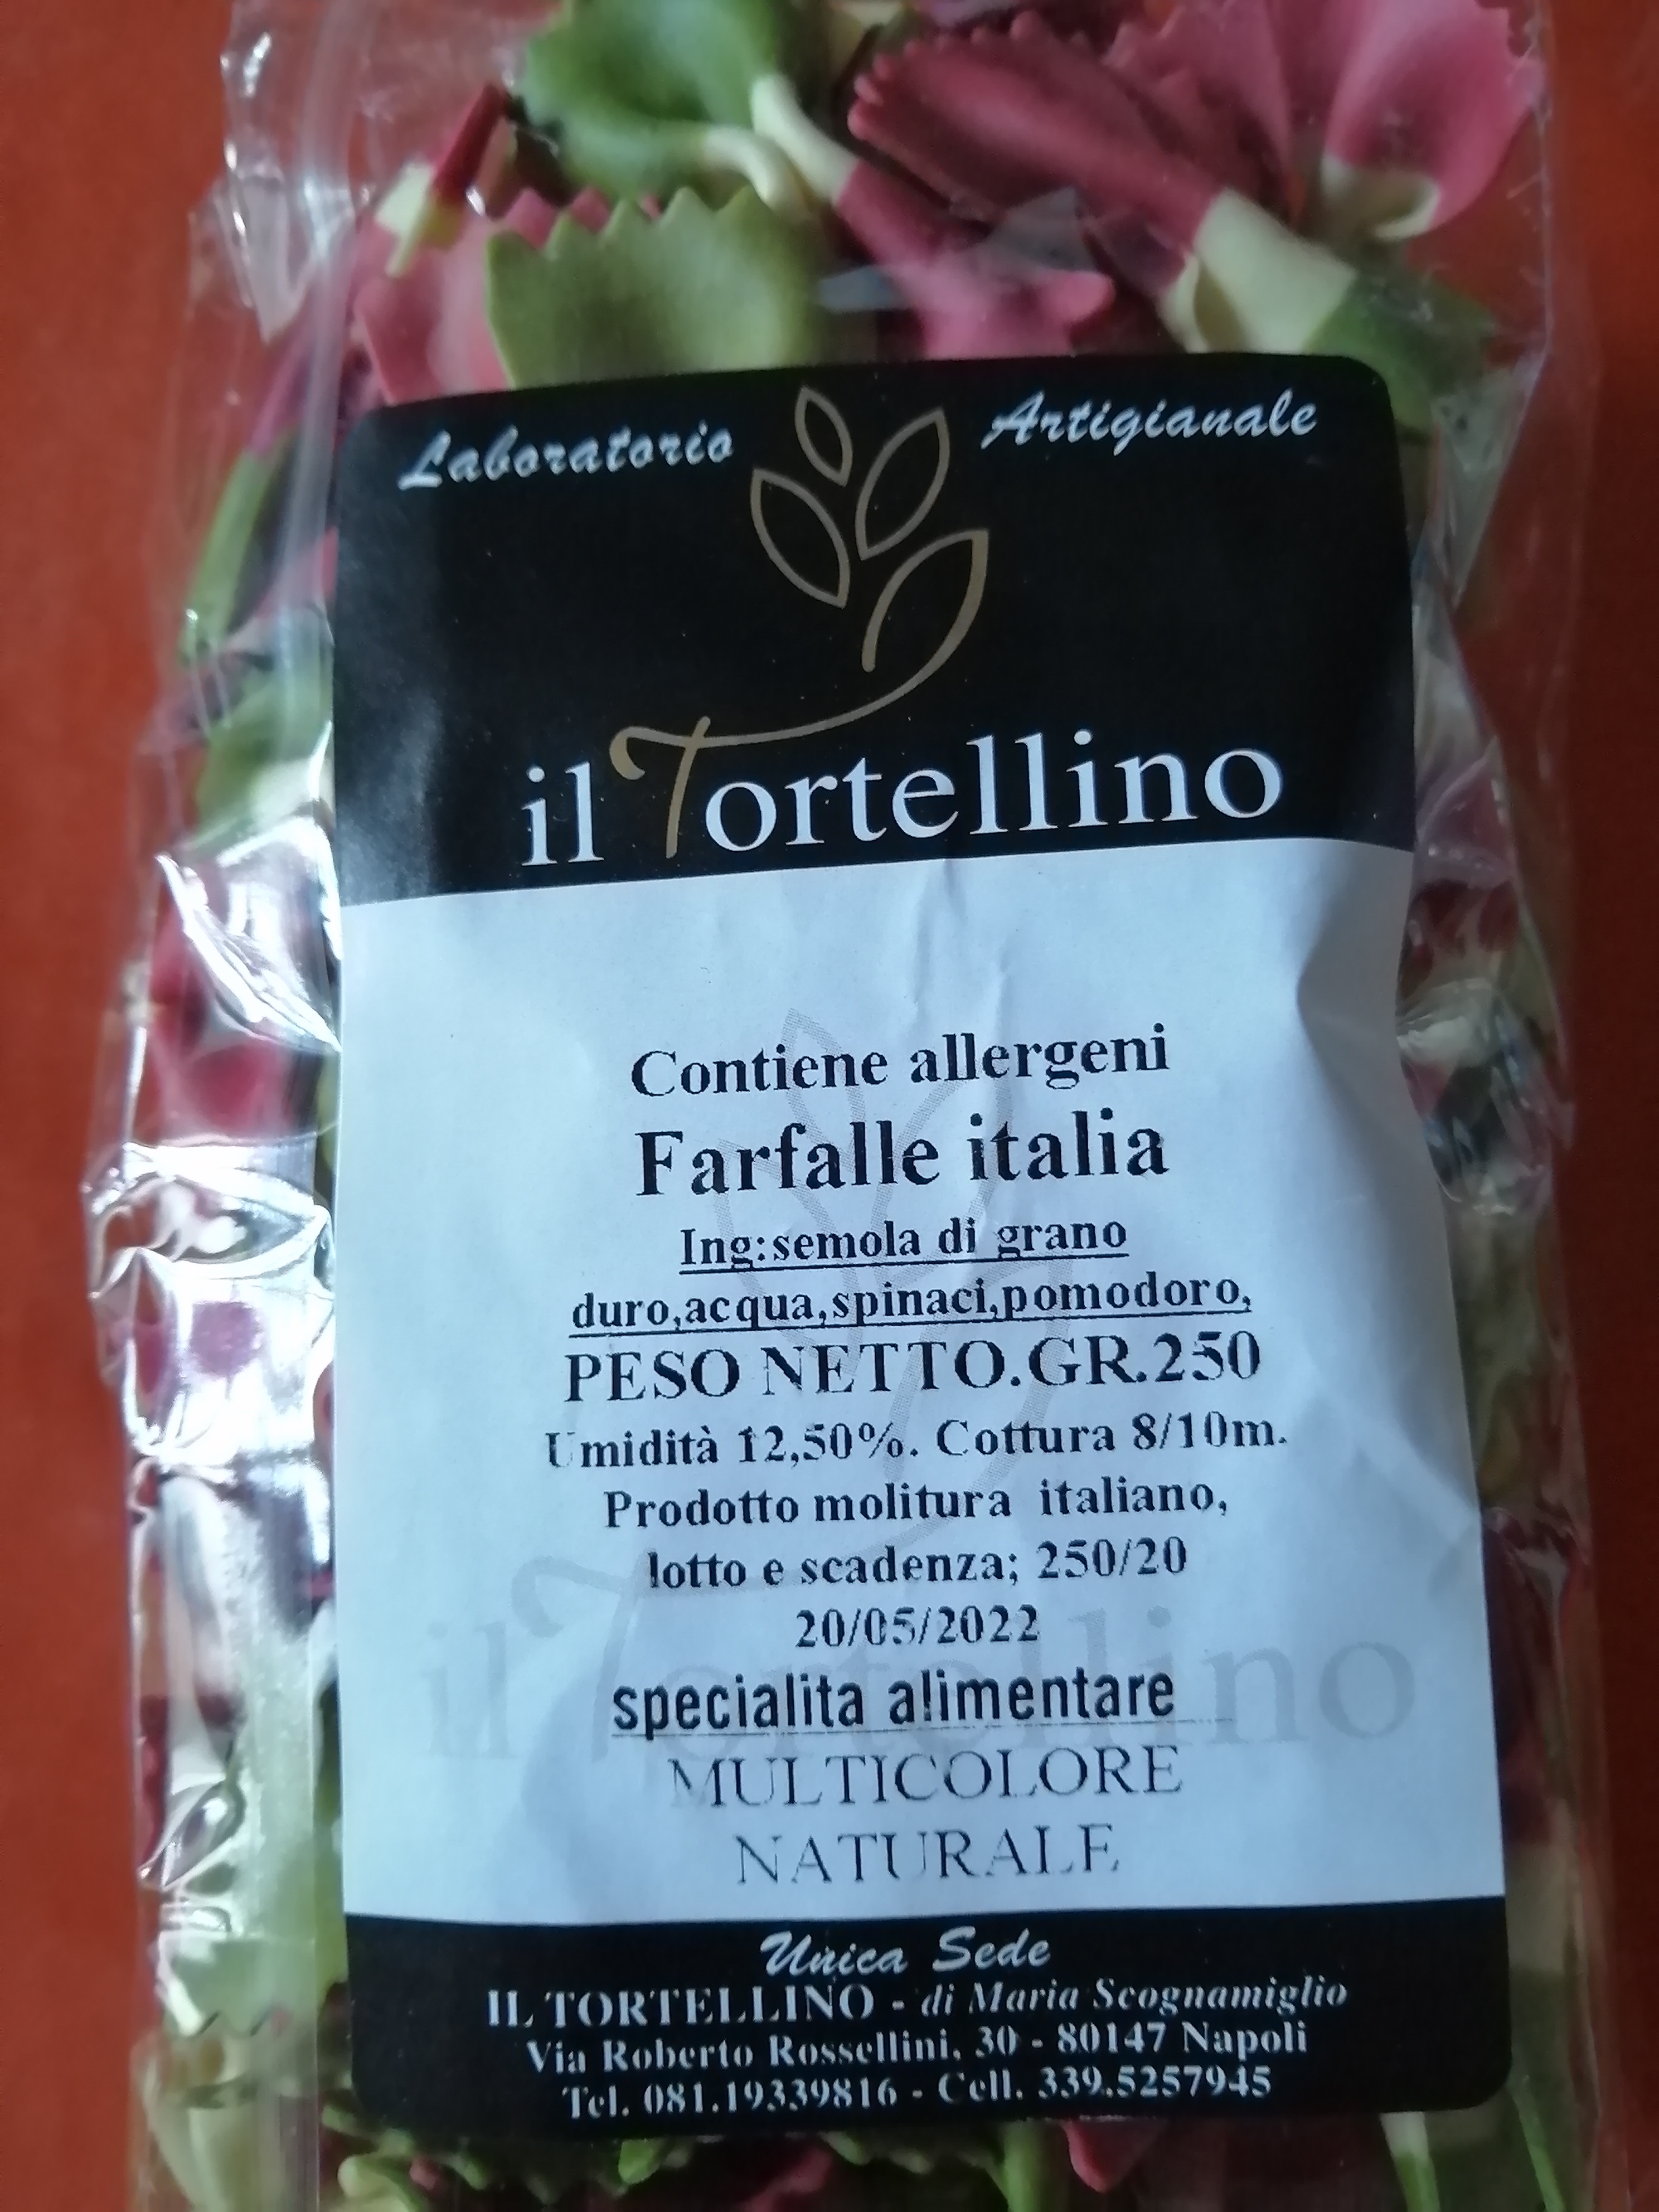 Laboratorio Artigianale
il Tortellino
Contiene allergeni
Farfalle italia
Ing:semola di grano
duro,acqua,spinaci,pomodoro,
PESO NETTO.GR.250
Umidità 12,50%. Cottura 8/10m.
Prodotto molitura italiano,
lotto e scadenza; 250/20
20/05/2022
specialita alimentare
MULTICOLORE
NATURALE
il Tortellino
Unica Sede
IL TORTELLINO - di Maria Scognamiglio
Via Roberto Rossellini, 30 - 80147 Napoli
Tel. 081.19339816 - Cell. 339.5257945